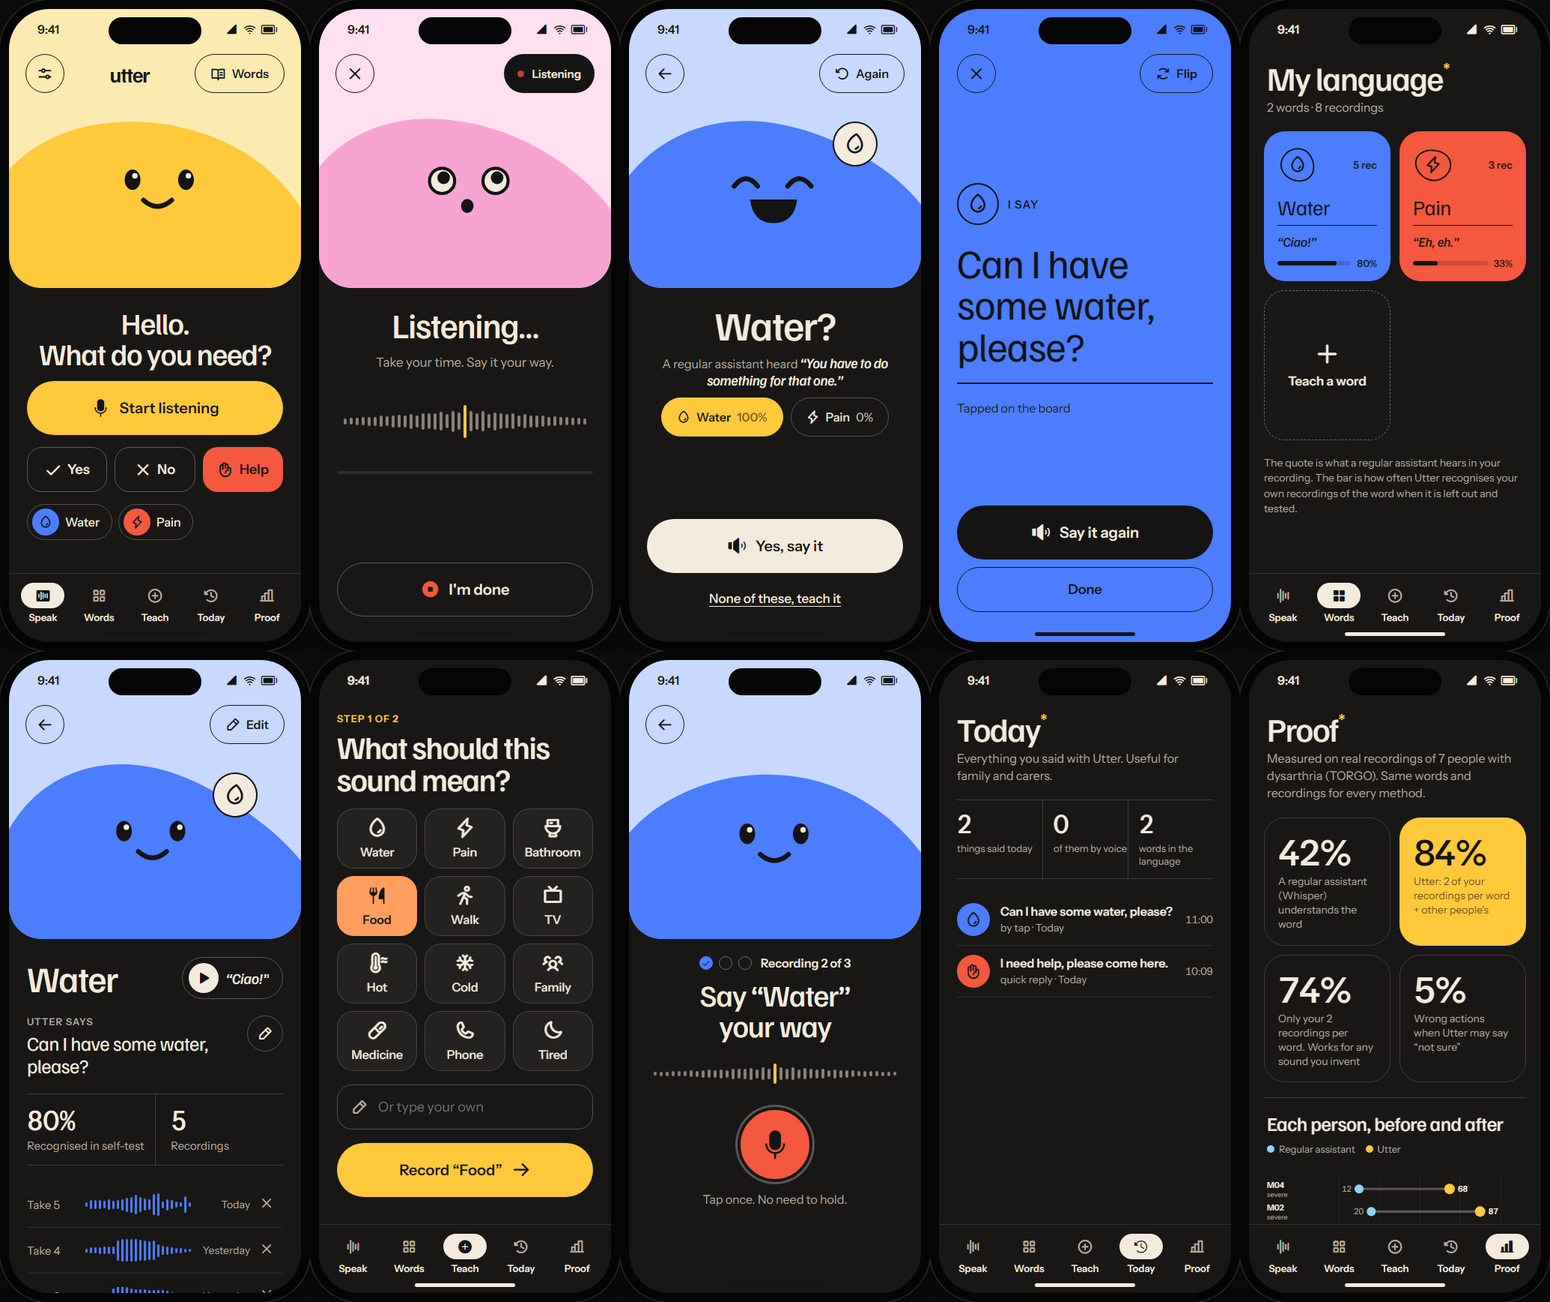 9:41
utter
Words
Hello.
What do you need?
Start listening
Yes
No
Help
Water
Pain
Speak
Words
Teach
Today
Proof
9:41
Listening
Listening...
Take your time. Say it your way.
I'm done
9:41
Again
Water?
A regular assistant heard “You have to do
something for that one.”
Water 100%
Pain 0%
Yes, say it
None of these, teach it
9:41
Flip
I SAY
Can I have
some water,
please?
Tapped on the board
Say it again
Done
9:41
My language*
2 words · 8 recordings
5 rec
Water
“Ciao!”
80%
3 rec
Pain
“Eh, eh.”
33%
Teach a word
The quote is what a regular assistant hears in your
recording. The bar is how often Utter recognises your
own recordings of the word when it is left out and
tested.
Speak
Words
Teach
Today
Proof
9:41
Edit
Water
“Ciao!”
UTTER SAYS
Can I have some water,
please?
80%
Recognised in self-test
5
Recordings
Take 5
Today
Take 4
Yesterday
9:41
STEP 1 OF 2
What should this
sound mean?
Water
Pain
Bathroom
Food
Walk
TV
Hot
Cold
Family
Medicine
Phone
Tired
Or type your own
Record “Food”
Speak
Words
Teach
Today
Proof
9:41
Recording 2 of 3
Say “Water”
your way
Tap once. No need to hold.
9:41
Today*
Everything you said with Utter. Useful for
family and carers.
2
things said today
0
of them by voice
2
words in the
language
Can I have some water, please?
by tap · Today
11:00
I need help, please come here.
quick reply · Today
10:09
Speak
Words
Teach
Today
Proof
9:41
Proof*
Measured on real recordings of 7 people with
dysarthria (TORGO). Same words and
recordings for every method.
42%
A regular assistant
(Whisper)
understands the
word
84%
Utter: 2 of your
recordings per word
+ other people's
74%
Only your 2
recordings per
word. Works for any
sound you invent
5%
Wrong actions
when Utter may say
“not sure”
Each person, before and after
Regular assistant
Utter
M04
severe
12
68
M02
severe
20
87
Speak
Words
Teach
Today
Proof